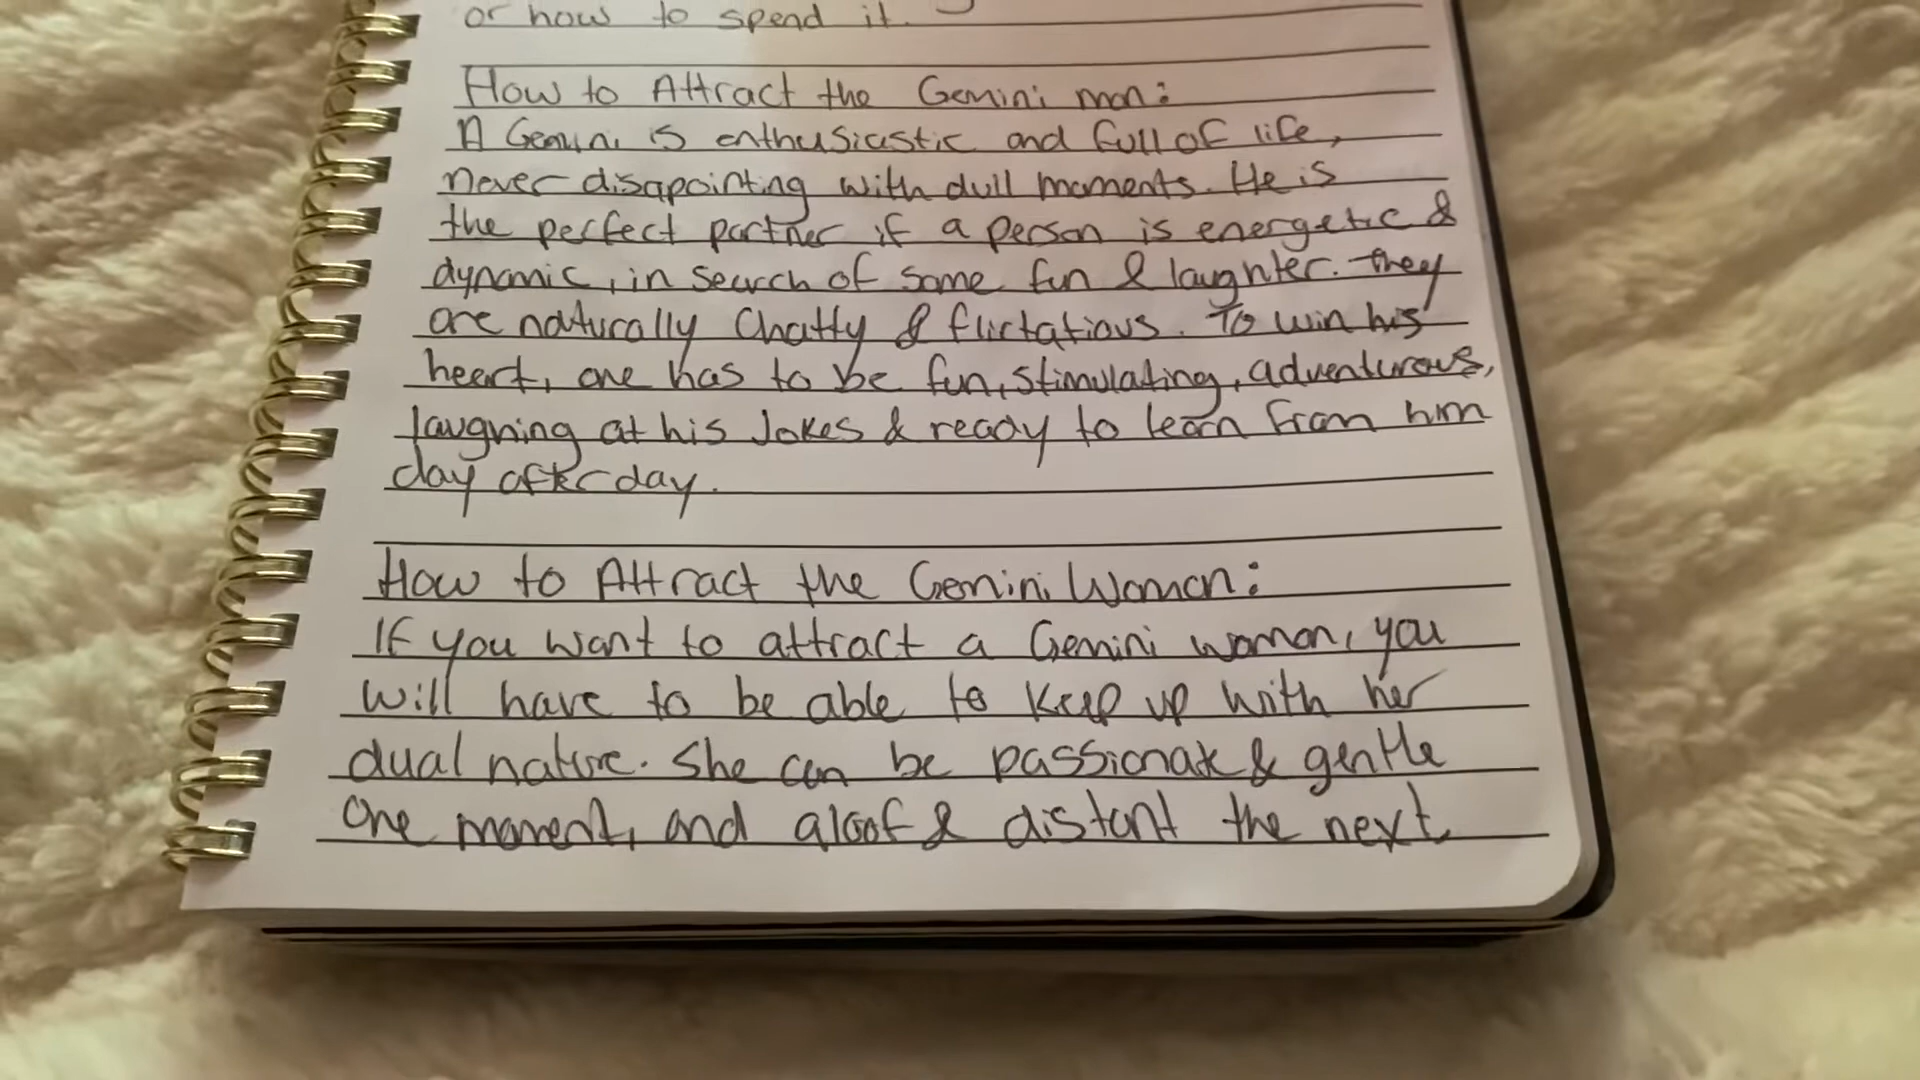 or how to spend it.
How to Attract the Gemini man:
A Gemini is enthusiastic and full of life,
never disapointing with dull moments. He is
the perfect partner if a person is energetic &
dynamic, in search of some fun & laughter. they
are naturally Chatty & flirtatious. To win his
heart, one has to be fun, stimulating, adventurous,
laughing at his Jokes & ready to learn from him
day after day.
How to Attract the Gemini Woman:
If you want to attract a Gemini woman, you
will have to be able to Keep up with her
dual nature. She can be passionate & gentle
one moment, and aloof & distant the next